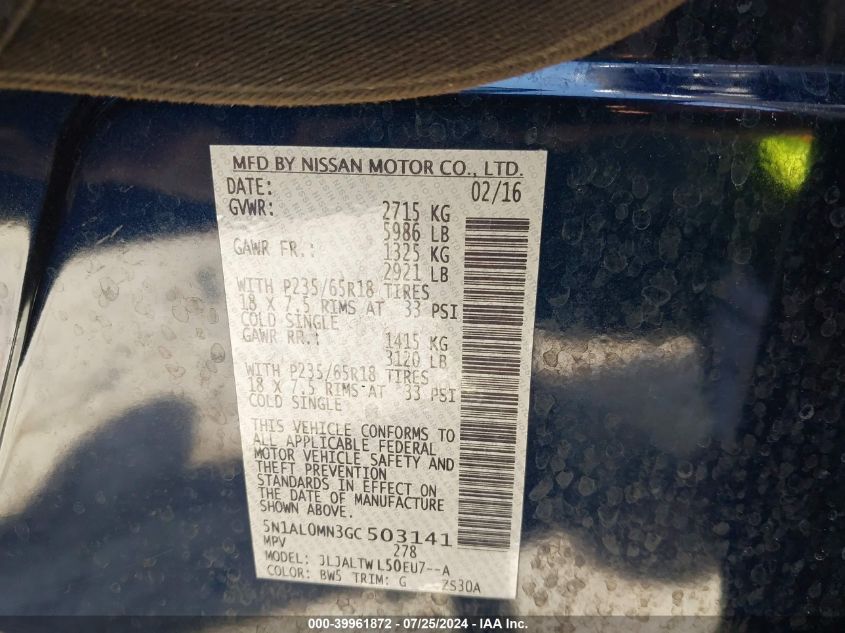 MFD BY NISSAN MOTOR CO., LTD.
DATE: 02/16
GVWR: 2715 KG
5986 LB
GAWR FR.: 1325 KG
2921 LB
WITH P235/65R18 TIRES
18 X 7.5 RIMS AT 33 PSI
COLD SINGLE
GAWR RR.: 1415 KG
3120 LB
WITH P235/65R18 TIRES
18 X 7.5 RIMS AT 33 PSI
COLD SINGLE
THIS VEHICLE CONFORMS TO
ALL APPLICABLE FEDERAL
MOTOR VEHICLE SAFETY AND
THEFT PREVENTION
STANDARDS IN EFFECT ON
THE DATE OF MANUFACTURE
SHOWN ABOVE.
5N1AL0MN3GC503141
MPV 278
MODEL: JLJALTWL50EU7--A
COLOR: BW5 TRIM: G ZS30A
000-39961872 / 07/25/2024 - IAA Inc.